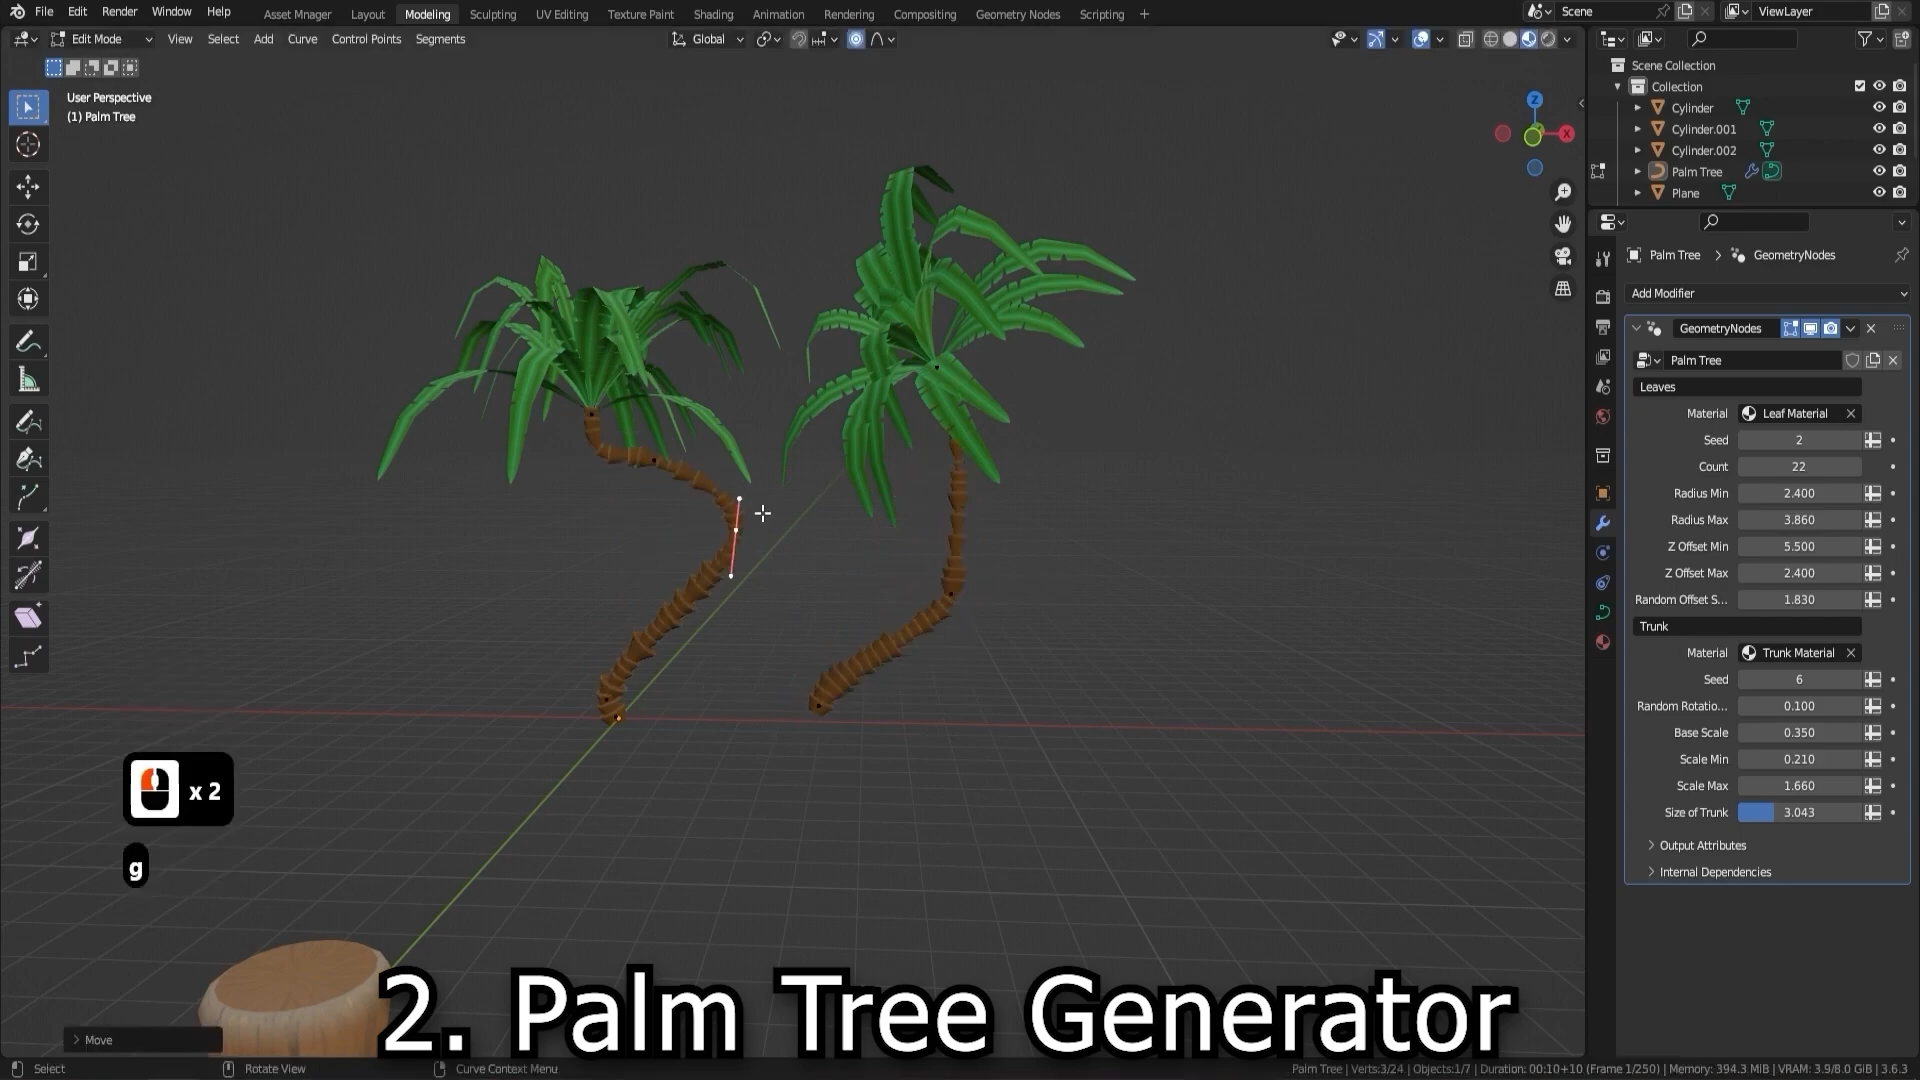 File Edit Render Window Help Asset Mnager Layout Modeling Sculpting UV Editing Texture Paint Shading Animation Rendering Compositing Geometry Nodes Scripting + Scene ViewLayer
Edit Mode View Select Add Curve Control Points Segments Global
User Perspective
(1) Palm Tree
Z
X
Scene Collection
Collection
Cylinder
Cylinder.001
Cylinder.002
Palm Tree
Plane
Palm Tree > GeometryNodes
Add Modifier
GeometryNodes
Palm Tree
Leaves
Material Leaf Material
Seed 2
Count 22
Radius Min 2.400
Radius Max 3.860
Z Offset Min 5.500
Z Offset Max 2.400
Random Offset S... 1.830
Trunk
Material Trunk Material
Seed 6
Random Rotatio... 0.100
Base Scale 0.350
Scale Min 0.210
Scale Max 1.660
Size of Trunk 3.043
Output Attributes
Internal Dependencies
x 2
g
2. Palm Tree Generator
Move
Select Rotate View Curve Context Menu Palm Tree | Verts:3/24 | Objects:1/7 | Duration: 00:10+10 (Frame 1/250) | Memory: 394.3 MiB | VRAM: 3.9/8.0 GiB | 3.6.3